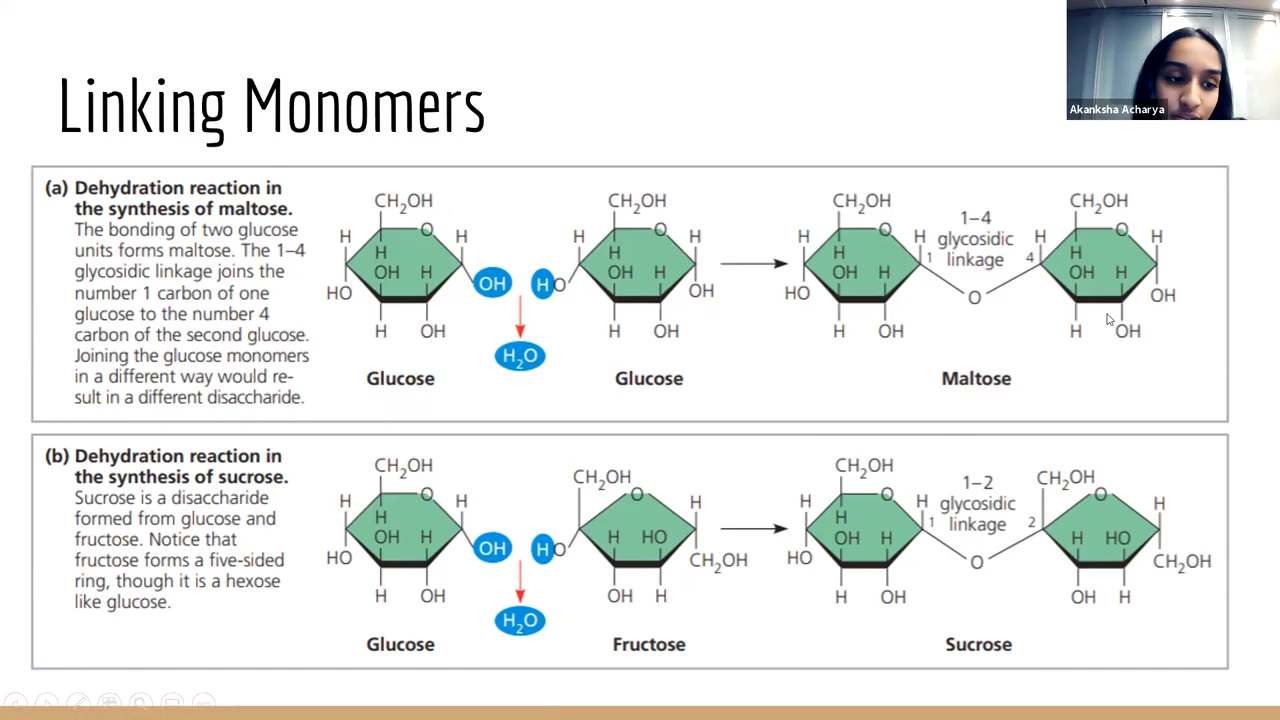 Linking Monomers
Akanksha Acharya
(a) Dehydration reaction in
the synthesis of maltose.
The bonding of two glucose
units forms maltose. The 1–4
glycosidic linkage joins the
number 1 carbon of one
glucose to the number 4
carbon of the second glucose.
Joining the glucose monomers
in a different way would re-
sult in a different disaccharide.
CH₂OH CH₂OH CH₂OH CH₂OH
O O O O
H H H H H H H H
H H H H
OH H OH H OH H OH H
HO OH HO OH HO OH
H OH H OH H OH H OH
1–4
glycosidic
linkage
1 4
O
H₂O
Glucose Glucose Maltose
(b) Dehydration reaction in
the synthesis of sucrose.
Sucrose is a disaccharide
formed from glucose and
fructose. Notice that
fructose forms a five-sided
ring, though it is a hexose
like glucose.
CH₂OH CH₂OH CH₂OH CH₂OH
O O O O
H H H H H H
H H
OH H H HO OH H H HO
HO OH HO CH₂OH HO CH₂OH
H OH OH H H OH OH H
1–2
glycosidic
linkage
1 2
O
H₂O
Glucose Fructose Sucrose